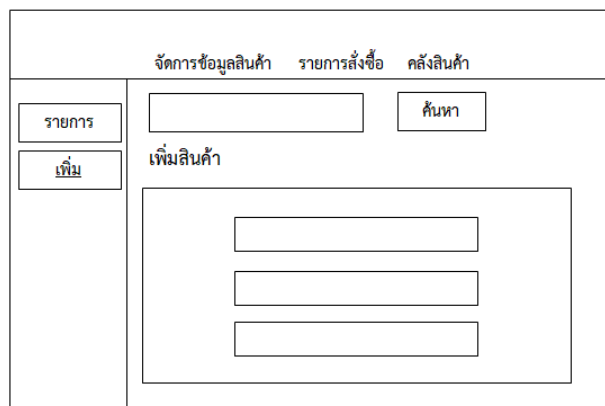 จัดการข้อมูลสินค้า รายการสั่งซื้อ คลังสินค้า
รายการ
ค้นหา
เพิ่ม
เพิ่มสินค้า